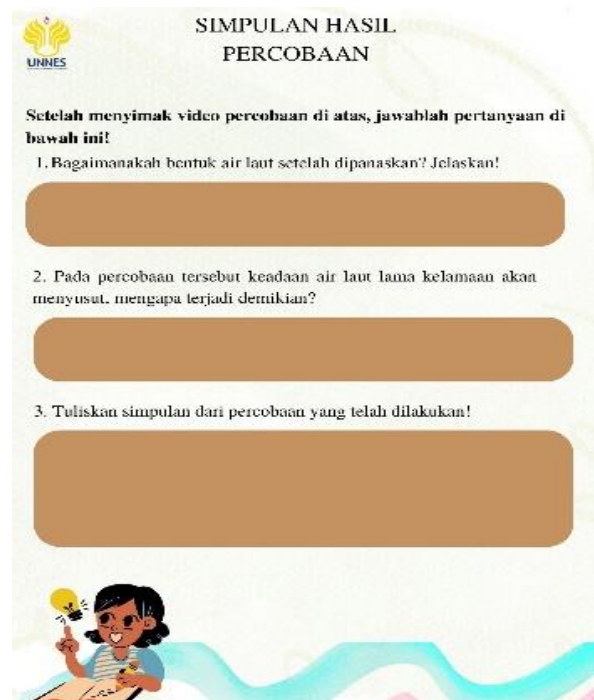 UNNES
SIMPULAN HASIL
PERCOBAAN
Setelah menyimak video percobaan di atas, jawablah pertanyaan di
bawah ini!
1. Bagaimanakah bentuk air laut setelah dipanaskan? Jelaskan!
2. Pada percobaan tersebut keadaan air laut lama kelamaan akan
menyusut, mengapa terjadi demikian?
3. Tuliskan simpulan dari percobaan yang telah dilakukan!